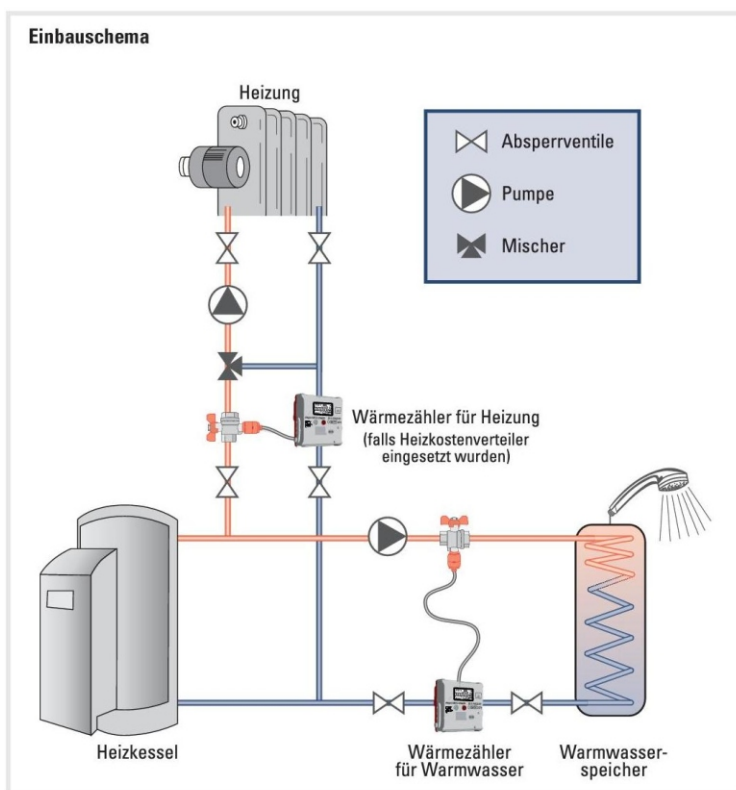 Einbauschema
Heizung
Absperrventile
Pumpe
Mischer
Wärmezähler für Heizung
(falls Heizkostenverteiler
eingesetzt wurden)
Heizkessel
Wärmezähler
für Warmwasser
Warmwasser-
speicher